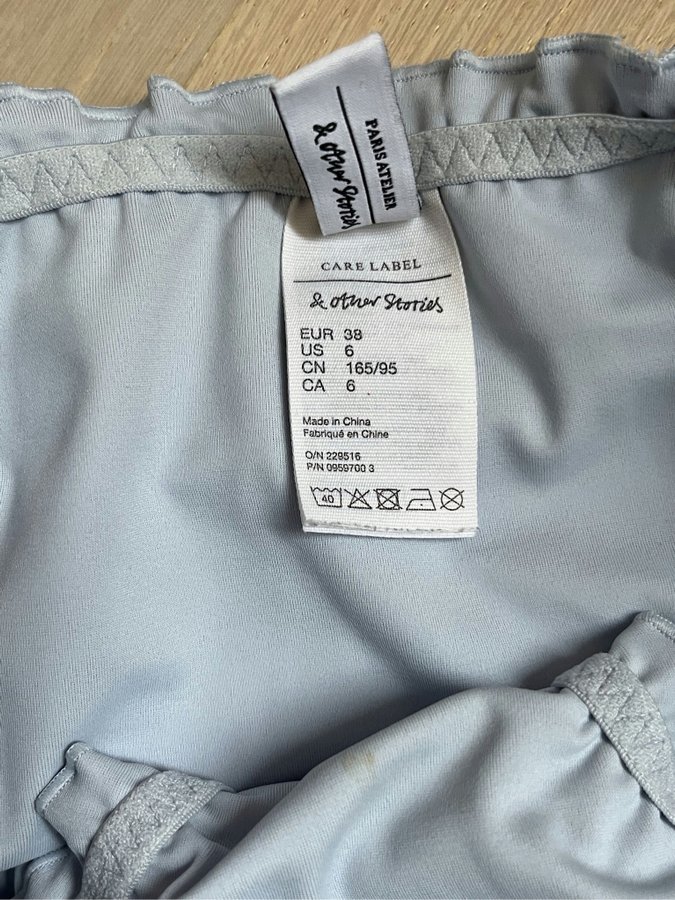 PARIS ATELIER
& other Stories
CARE LABEL
& other Stories
EUR 38
US 6
CN 165/95
CA 6
Made in China
Fabriqué en Chine
O/N 229516
P/N 0959700 3
40